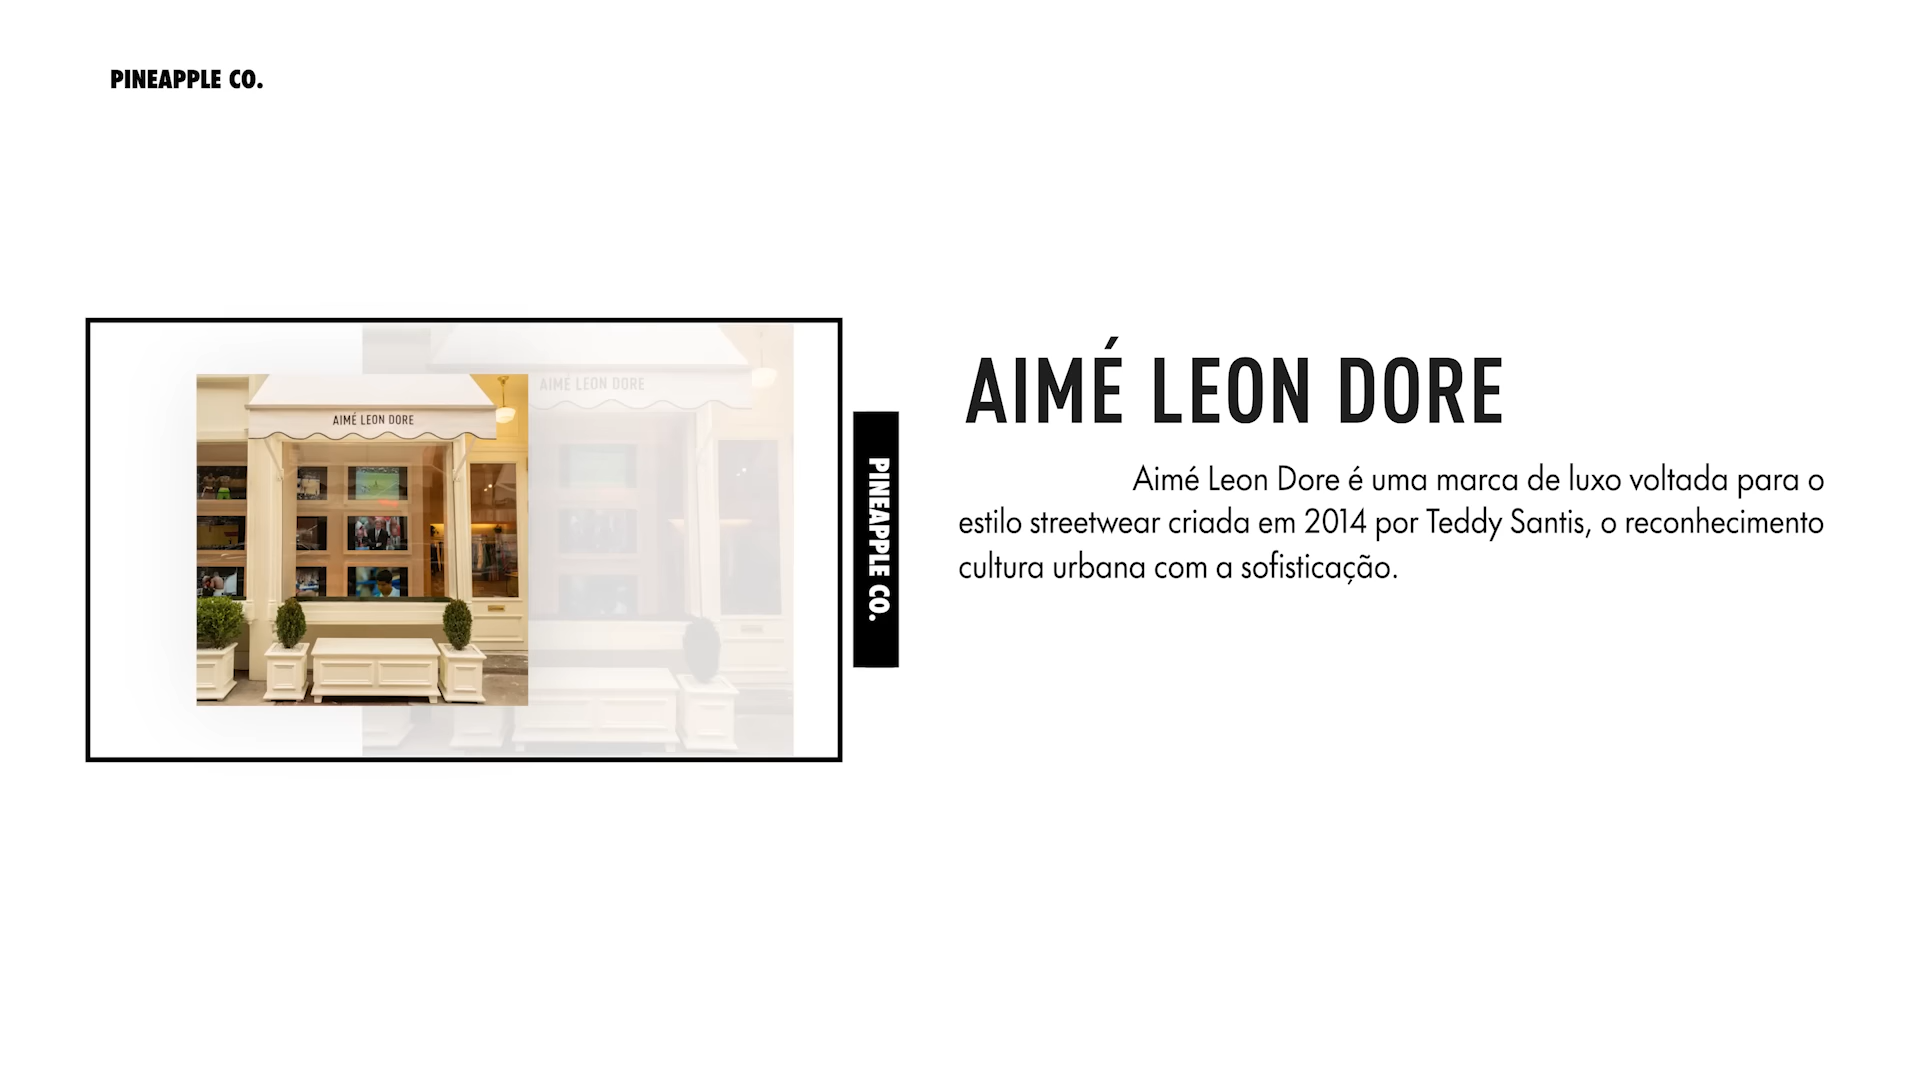 PINEAPPLE CO.
AIMÉ LEON DORE
AIMÉ LEON DORE
PINEAPPLE CO.
AIMÉ LEON DORE
Aimé Leon Dore é uma marca de luxo voltada para o
estilo streetwear criada em 2014 por Teddy Santis, o reconhecimento
cultura urbana com a sofisticação.